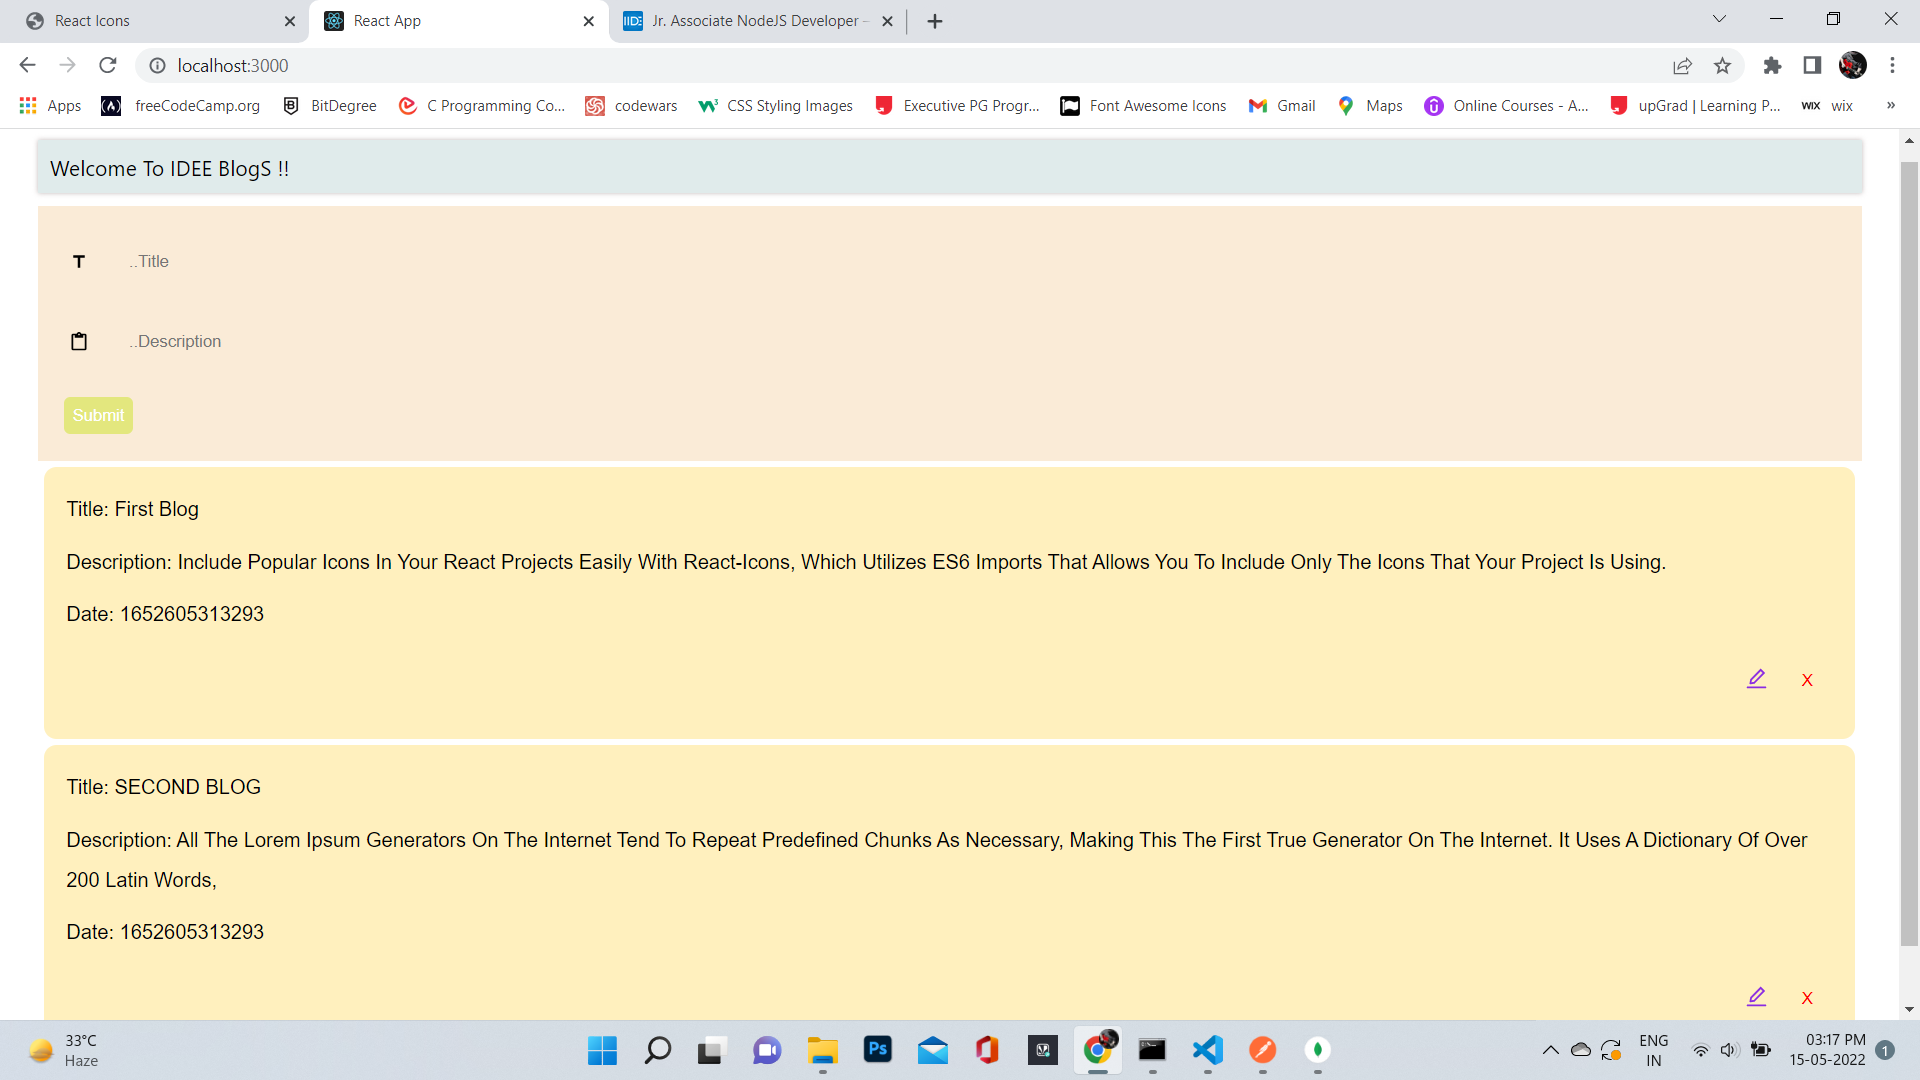 React Icons
React App
Jr. Associate NodeJS Developer –
localhost:3000
Apps
freeCodeCamp.org
BitDegree
C Programming Co...
codewars
CSS Styling Images
Executive PG Progr...
Font Awesome Icons
Gmail
Maps
Online Courses - A...
upGrad | Learning P...
WIX wix
»
Welcome To IDEE BlogS !!
..Title
..Description
Submit
Title: First Blog
Description: Include Popular Icons In Your React Projects Easily With React-Icons, Which Utilizes ES6 Imports That Allows You To Include Only The Icons That Your Project Is Using.
Date: 1652605313293
X
Title: SECOND BLOG
Description: All The Lorem Ipsum Generators On The Internet Tend To Repeat Predefined Chunks As Necessary, Making This The First True Generator On The Internet. It Uses A Dictionary Of Over
200 Latin Words,
Date: 1652605313293
X
33°C
Haze
Ps
ENG
IN
03:17 PM
15-05-2022
1